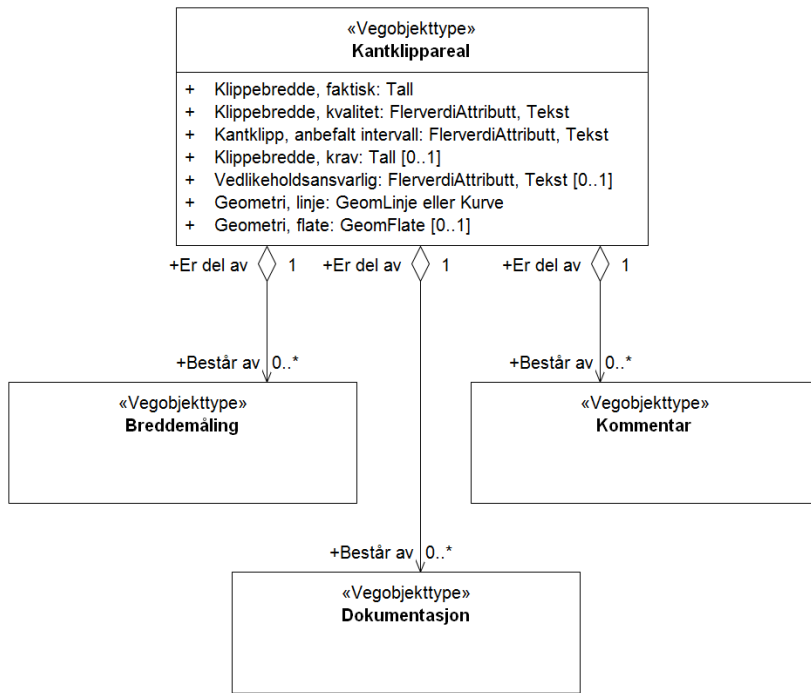 «Vegobjekttype»
Kantklippareal
+ Klippebredde, faktisk: Tall
+ Klippebredde, kvalitet: FlerverdiAttributt, Tekst
+ Kantklipp, anbefalt intervall: FlerverdiAttributt, Tekst
+ Klippebredde, krav: Tall [0..1]
+ Vedlikeholdsansvarlig: FlerverdiAttributt, Tekst [0..1]
+ Geometri, linje: GeomLinje eller Kurve
+ Geometri, flate: GeomFlate [0..1]
+Er del av 1 +Er del av 1 +Er del av 1
+Består av 0..* +Består av 0..*
«Vegobjekttype» «Vegobjekttype»
Breddemåling Kommentar
+Består av 0..*
«Vegobjekttype»
Dokumentasjon